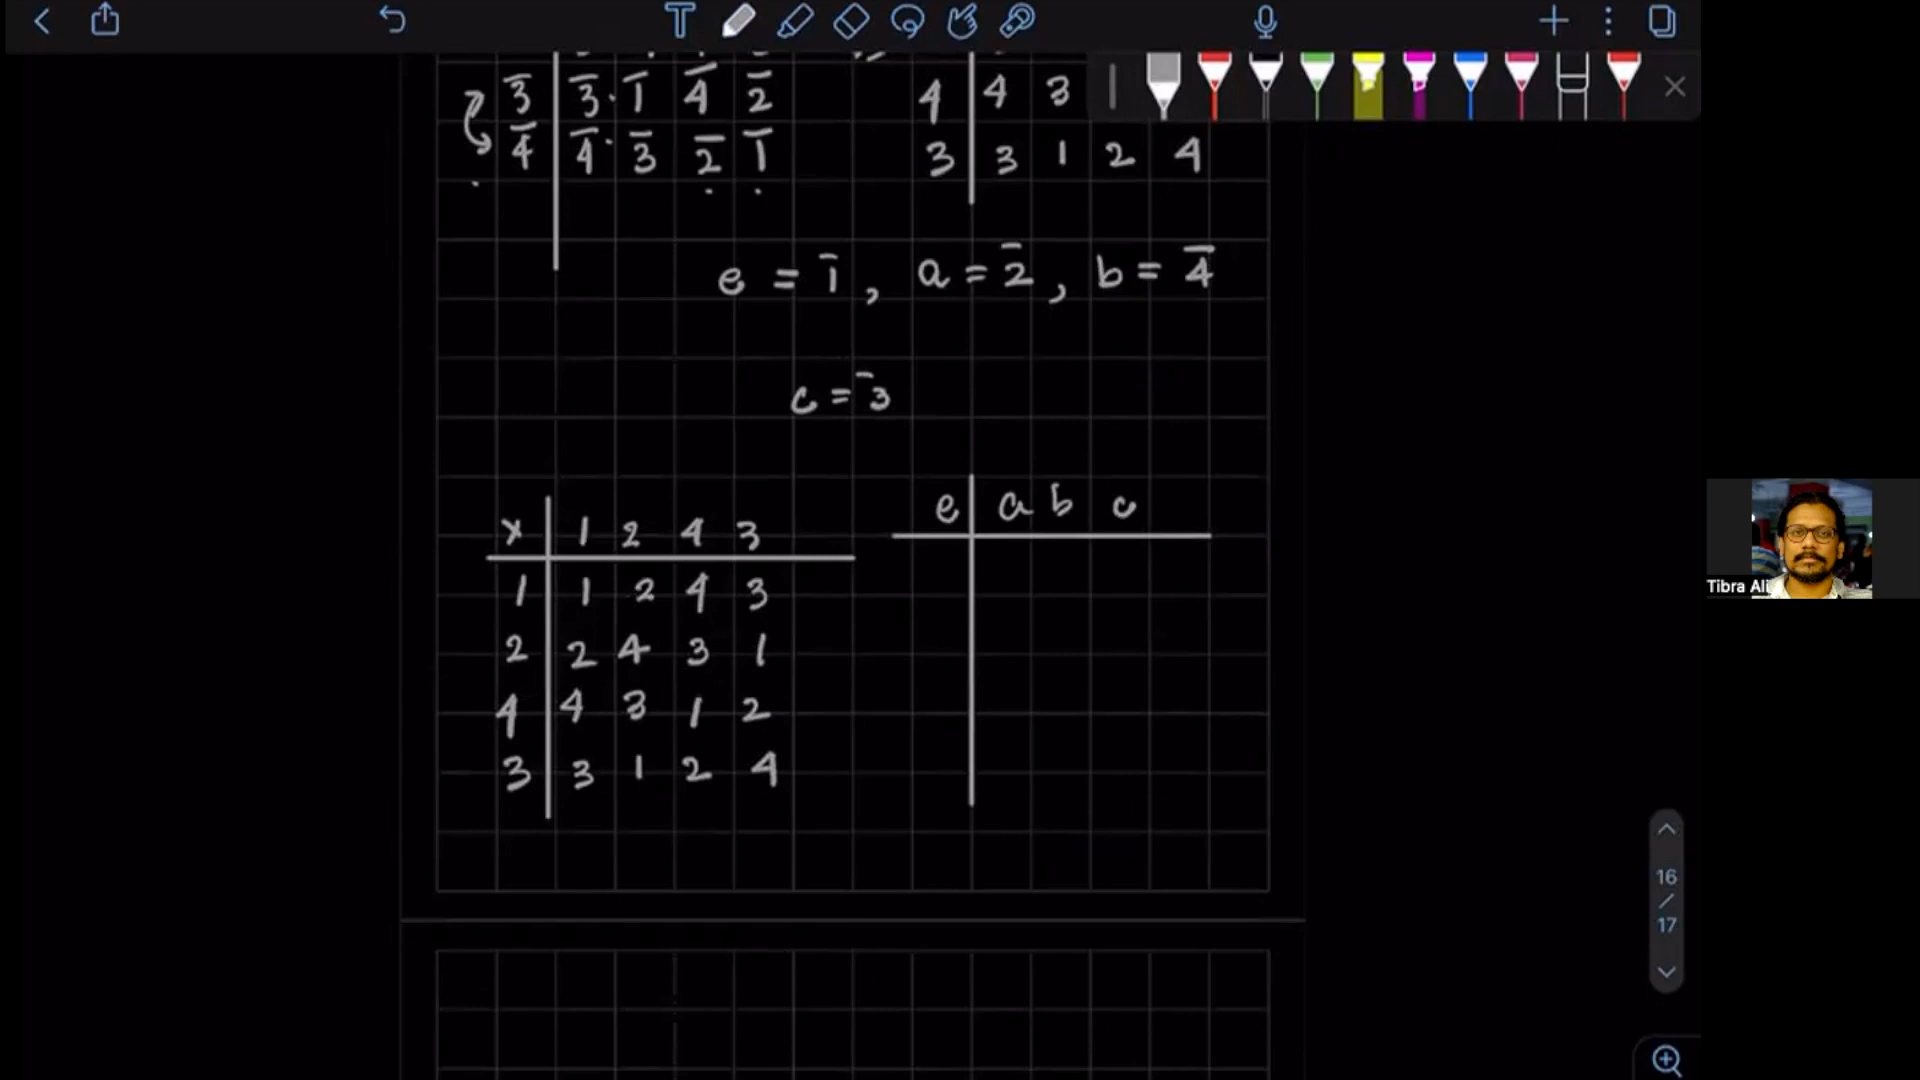 3̅ | 3̅ 1̅ 4̅ 2̅
4̅ | 4̅ 3̅ 2̅ 1̅
4 | 4 3
3 | 3 1 2 4
e = 1̅, a = 2̅, b = 4̅
c = 3̅
x | 1 2 4 3
1 | 1 2 4 3
2 | 2 4 3 1
4 | 4 3 1 2
3 | 3 1 2 4
e | a b c
Tibra Ali
16
/
17